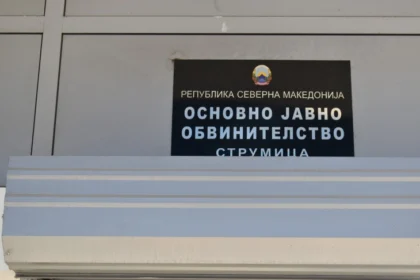 РЕПУБЛИКА СЕВЕРНА МАКЕДОНИЈА
ОСНОВНО ЈАВНО
ОБВИНИТЕЛСТВО
СТРУМИЦА